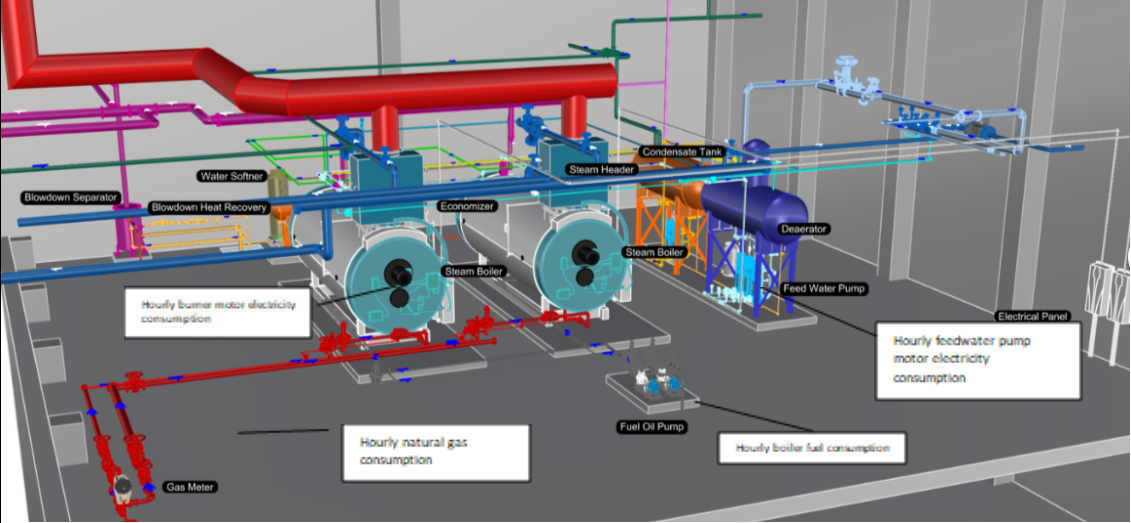 Condensate Tank
Water Softner
Steam Header
Blowdown Separator
Blowdown Heat Recovery
Economizer
Deaerator
Steam Boiler
Steam Boiler
Feed Water Pump
Hourly burner motor electricity
consumption
Electrical Panel
Hourly feedwater pump
motor electricity
consumption
Fuel Oil Pump
Hourly natural gas
consumption
Hourly boiler fuel consumption
Gas Meter